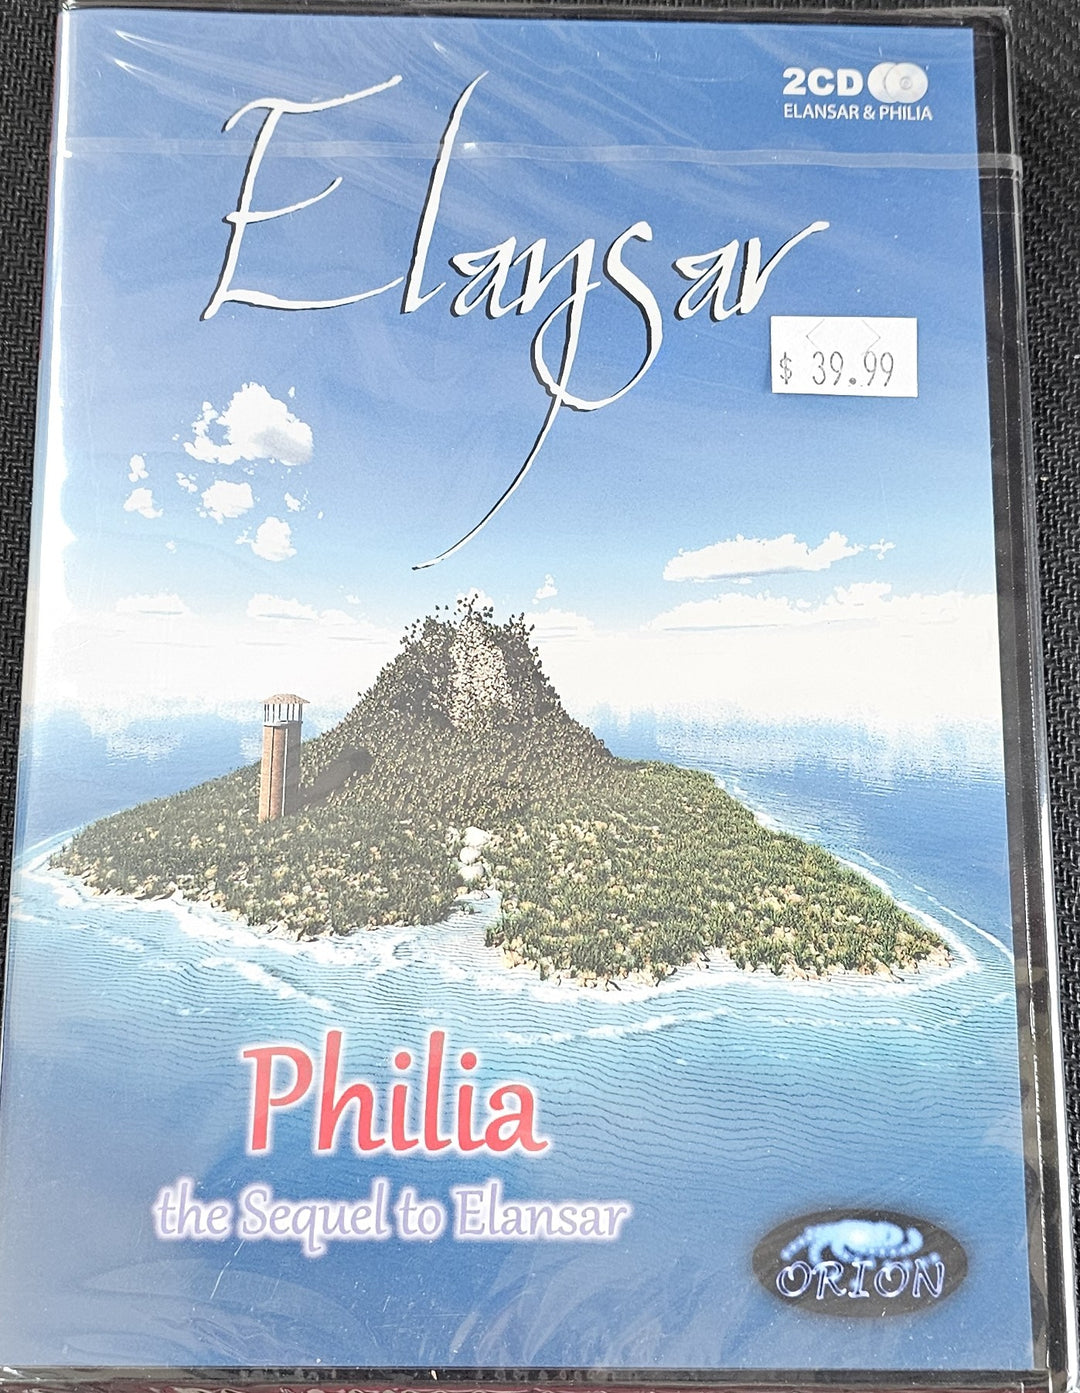 2CD
ELANSAR & PHILIA
Elansar
$ 39.99
Philia
the Sequel to Elansar
ORION